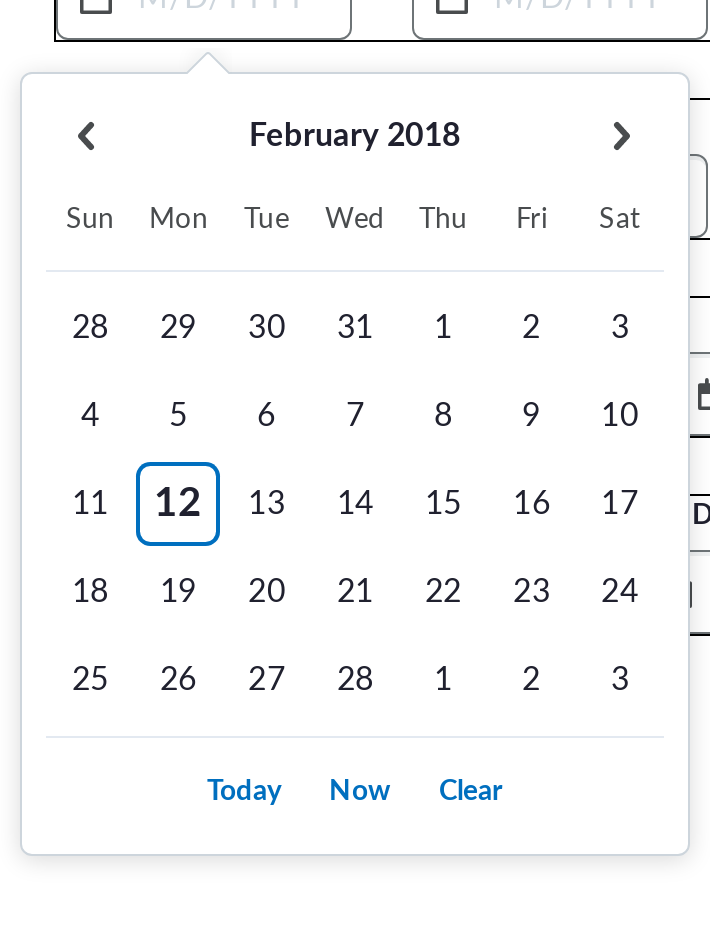 M/D/YYYY M/D/YYYY
February 2018
Sun Mon Tue Wed Thu Fri Sat
28 29 30 31 1 2 3
4 5 6 7 8 9 10
11 12 13 14 15 16 17
D
18 19 20 21 22 23 24
25 26 27 28 1 2 3
Today Now Clear